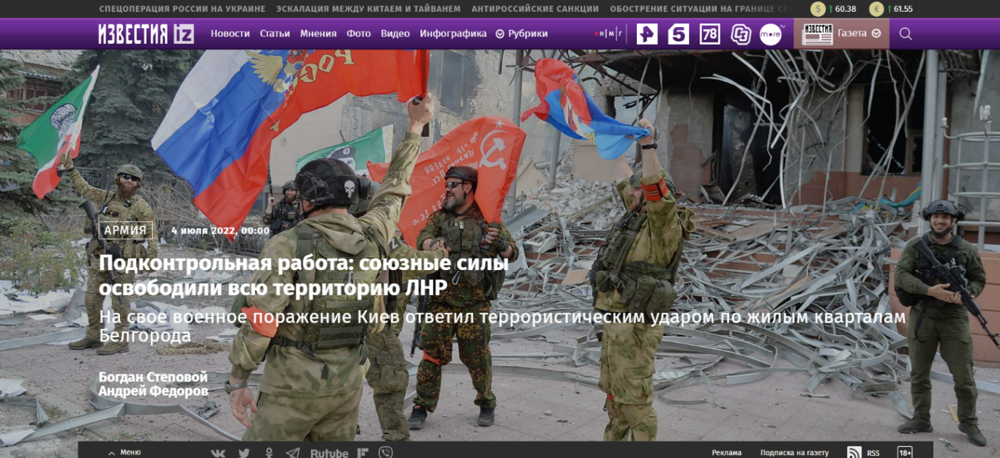 СПЕЦОПЕРАЦИЯ РОССИИ НА УКРАИНЕ ЭСКАЛАЦИЯ МЕЖДУ КИТАЕМ И ТАЙВАНЕМ АНТИРОССИЙСКИЕ САНКЦИИ ОБОСТРЕНИЕ СИТУАЦИИ НА ГРАНИЦЕ $ 60.38 € 61.55
ИЗВЕСТИЯ iz Новости Статьи Мнения Фото Видео Инфографика Рубрики н|м|г 5 78 more TV ИЗВЕСТИЯ Газета
АРМИЯ 4 июля 2022, 00:00
Подконтрольная работа: союзные силы
освободили всю территорию ЛНР
На свое военное поражение Киев ответил террористическим ударом по жилым кварталам
Белгорода
Богдан Степовой
Андрей Федоров
Меню Rutube Реклама Подписка на газету RSS 18+